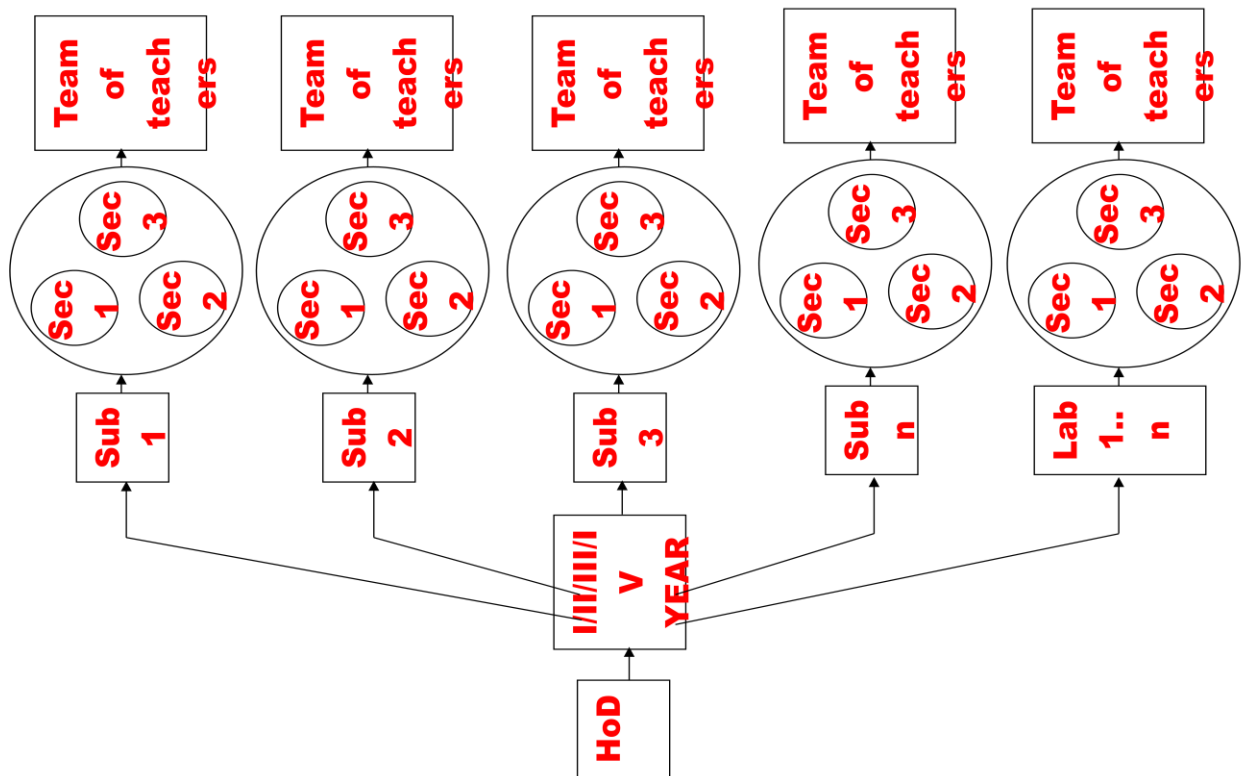 HoD
I/II/III/I
V
YEAR
Sub
1
Sec
1
Sec
2
Sec
3
Team
of
teach
ers
Sub
2
Sec
1
Sec
2
Sec
3
Team
of
teach
ers
Sub
3
Sec
1
Sec
2
Sec
3
Team
of
teach
ers
Sub
n
Sec
1
Sec
2
Sec
3
Team
of
teach
ers
Lab
1..
n
Sec
1
Sec
2
Sec
3
Team
of
teach
ers